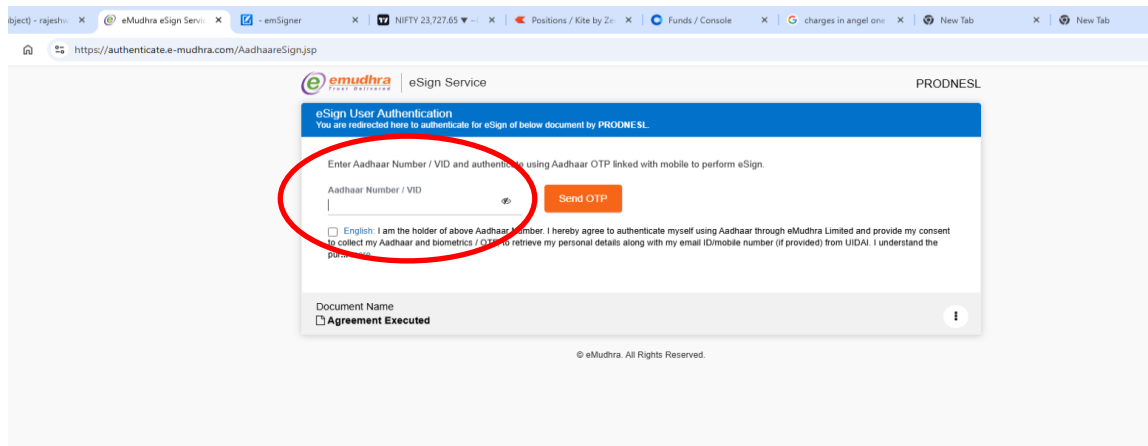 bject) - rajeshw
eMudhra eSign Servic
- emSigner
NIFTY 23,727.65 ▼ −
Positions / Kite by Ze
Funds / Console
charges in angel one
New Tab
New Tab
https://authenticate.e-mudhra.com/AadhaareSign.jsp
emudhra
Trust Delivered
eSign Service
PRODNESL
eSign User Authentication
You are redirected here to authenticate for eSign of below document by PRODNESL.
Enter Aadhaar Number / VID and authenticate using Aadhaar OTP linked with mobile to perform eSign.
Aadhaar Number / VID
Send OTP
English: I am the holder of above Aadhaar Number. I hereby agree to authenticate myself using Aadhaar through eMudhra Limited and provide my consent
to collect my Aadhaar and biometrics / OTP, to retrieve my personal details along with my email ID/mobile number (if provided) from UIDAI. I understand the
Document Name
Agreement Executed
© eMudhra. All Rights Reserved.